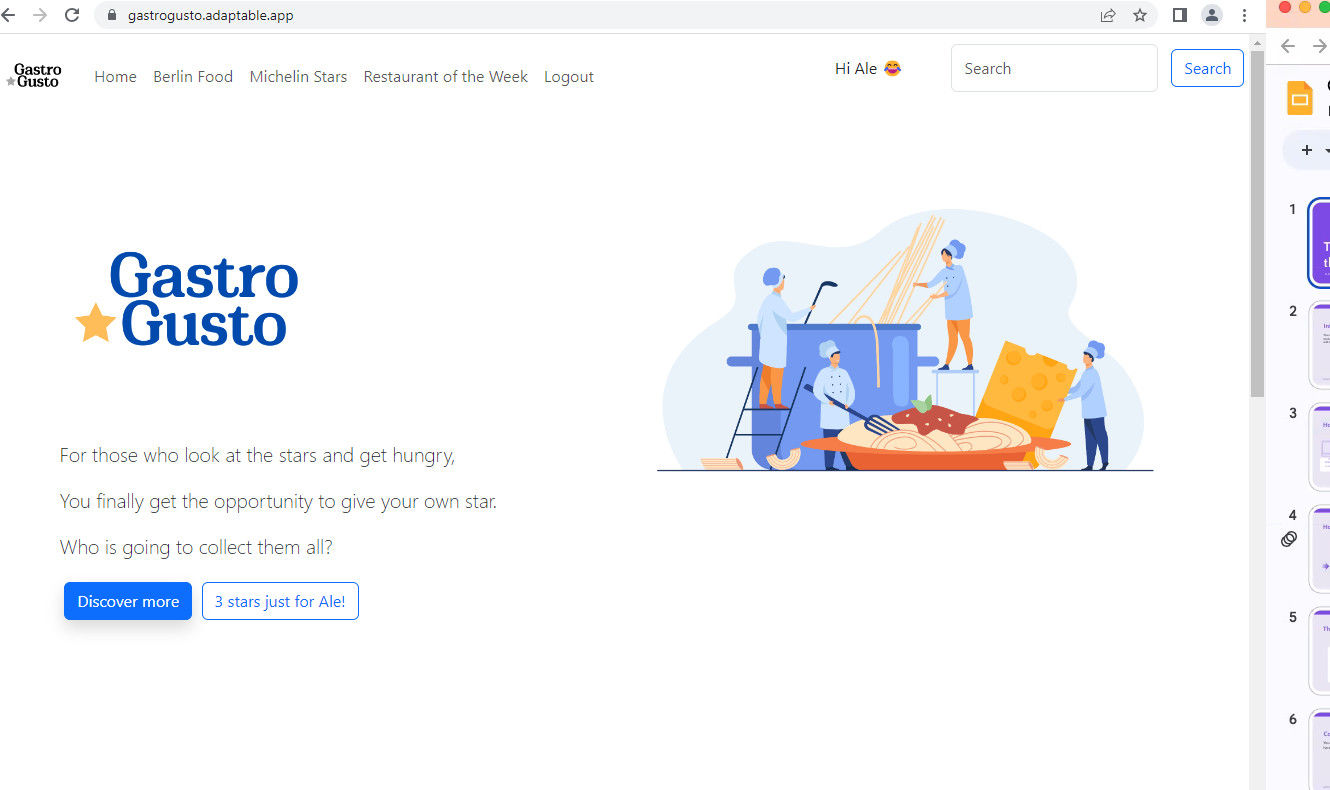 gastrogusto.adaptable.app
Gastro
Gusto
Home Berlin Food Michelin Stars Restaurant of the Week Logout
Hi Ale 😂
Search
Search
Gastro
Gusto
For those who look at the stars and get hungry,
You finally get the opportunity to give your own star.
Who is going to collect them all?
Discover more
3 stars just for Ale!
1
2
3
4
5
6